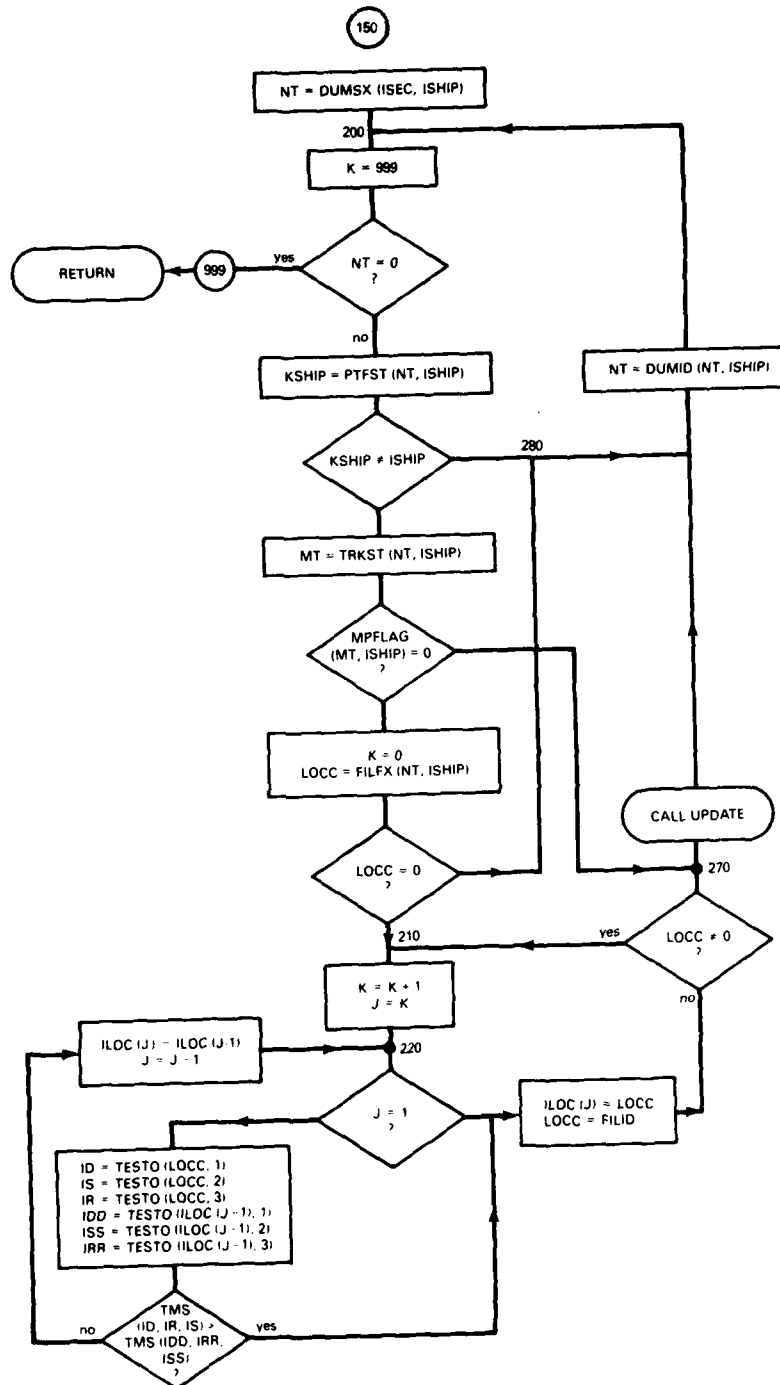 150
NT = DUMSX (ISEC, ISHIP)
200
K = 999
NT = 0
?
yes
999
RETURN
no
KSHIP = PTFST (NT, ISHIP)
NT = DUMID (NT, ISHIP)
KSHIP ≠ ISHIP
280
MT = TRKST (NT, ISHIP)
MPFLAG
(MT, ISHIP) = 0
?
K = 0
LOCC = FILFX (NT, ISHIP)
CALL UPDATE
270
LOCC = 0
?
LOCC ≠ 0
?
yes
no
210
K = K + 1
J = K
ILOC (J) = ILOC (J-1)
J = J - 1
220
J = 1
?
ILOC (J) = LOCC
LOCC = FILID
ID = TESTO (LOCC, 1)
IS = TESTO (LOCC, 2)
IR = TESTO (LOCC, 3)
IDD = TESTO (ILOC (J-1), 1)
ISS = TESTO (ILOC (J-1), 2)
IRR = TESTO (ILOC (J-1), 3)
TMS
(ID, IR, IS) >
TMS (IDD, IRR,
ISS)
?
no
yes